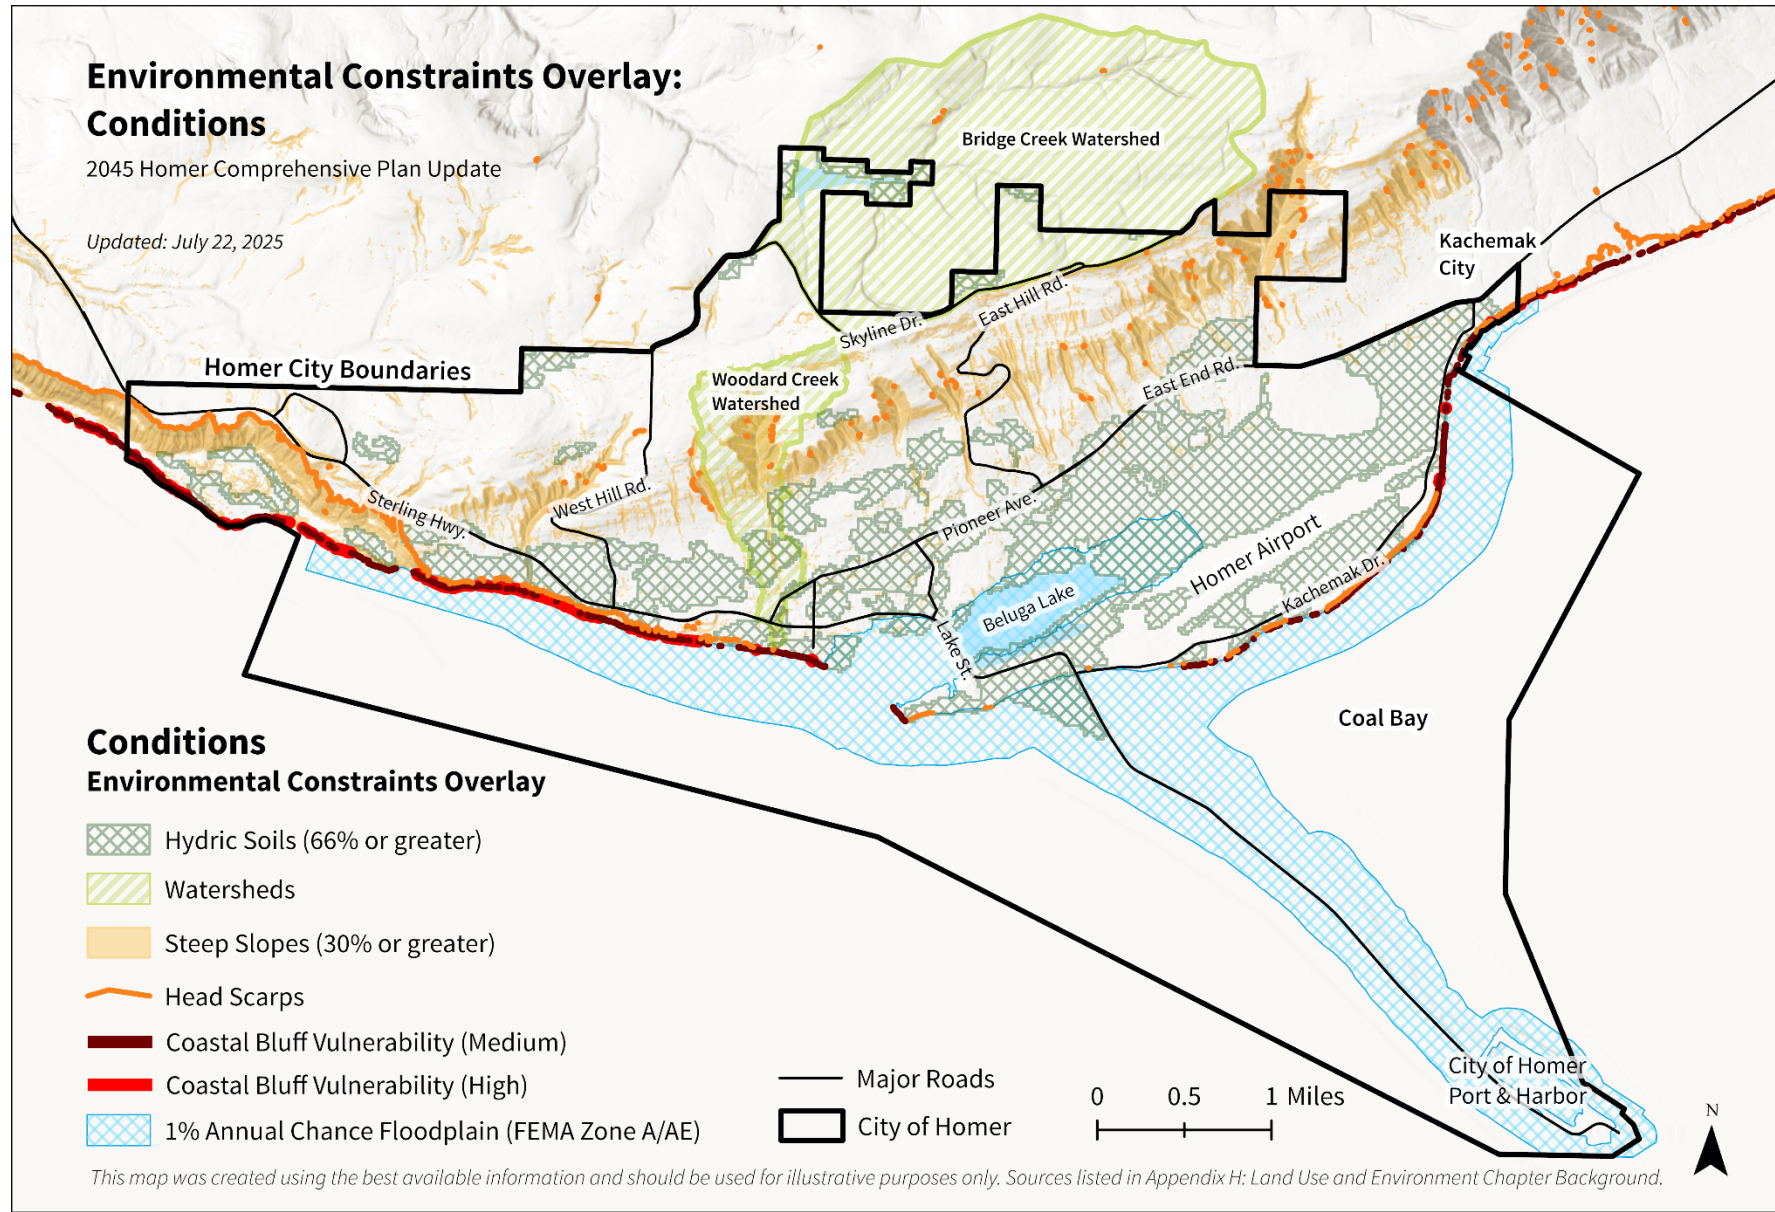 Environmental Constraints Overlay:
Conditions
2045 Homer Comprehensive Plan Update
Updated: July 22, 2025
Bridge Creek Watershed
Kachemak
City
East Hill Rd.
Skyline Dr.
Homer City Boundaries
Woodard Creek
Watershed
East End Rd.
Sterling Hwy.
West Hill Rd.
Pioneer Ave.
Homer Airport
Kachemak Dr.
Beluga Lake
Lake St.
Coal Bay
Conditions
Environmental Constraints Overlay
Hydric Soils (66% or greater)
Watersheds
Steep Slopes (30% or greater)
Head Scarps
Coastal Bluff Vulnerability (Medium)
Coastal Bluff Vulnerability (High)
1% Annual Chance Floodplain (FEMA Zone A/AE)
Major Roads
City of Homer
0 0.5 1 Miles
City of Homer
Port & Harbor
N
This map was created using the best available information and should be used for illustrative purposes only. Sources listed in Appendix H: Land Use and Environment Chapter Background.